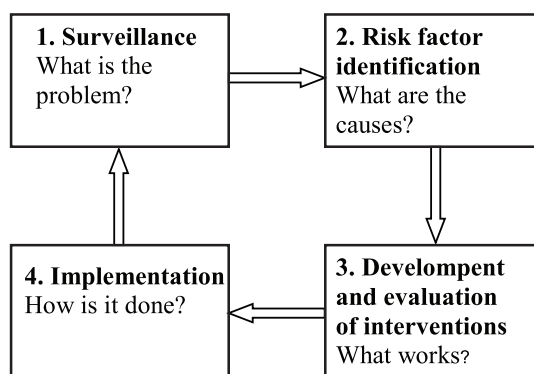 1. Surveillance
What is the
problem?
2. Risk factor
identification
What are the
causes?
3. Develompent
and evaluation
of interventions
What works?
4. Implementation
How is it done?